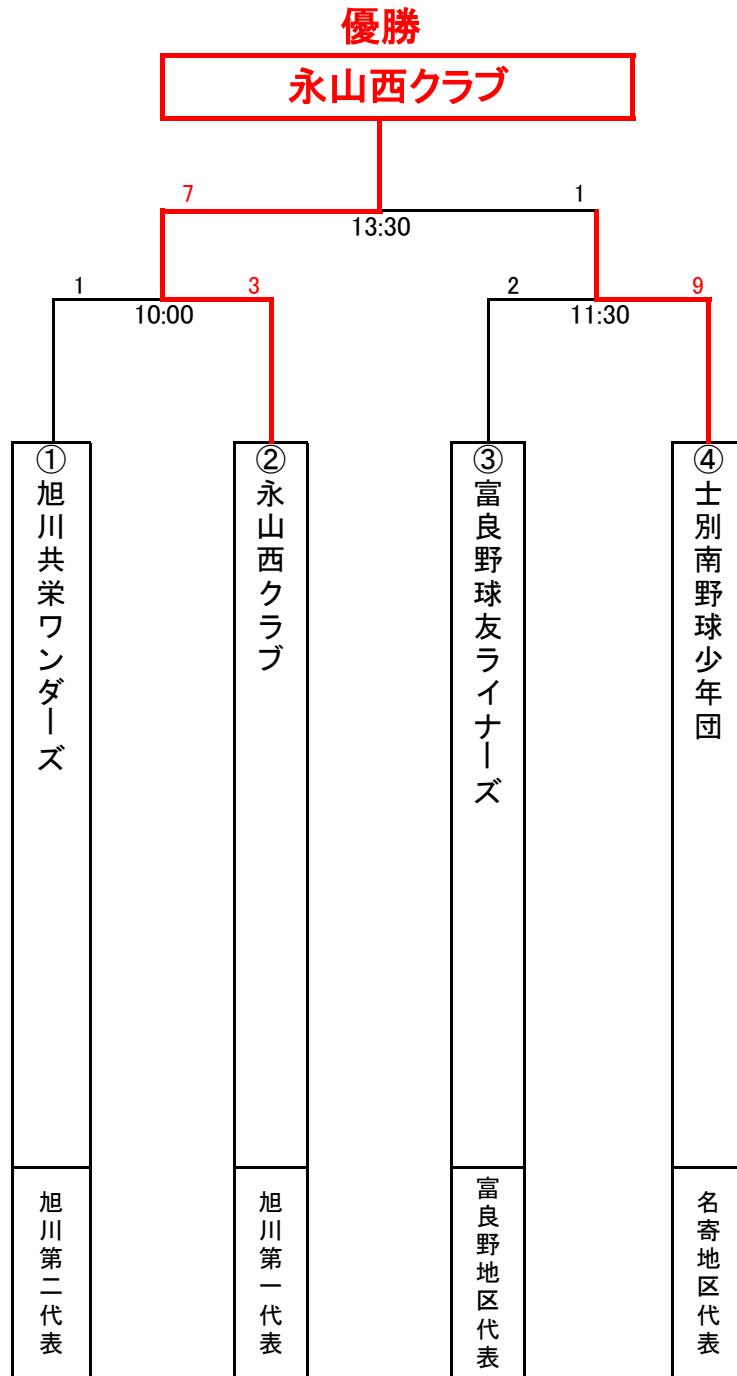 優勝
永山西クラブ
7
1
13:30
1
3
2
9
10:00
11:30
①旭川共栄ワンダーズ
②永山西クラブ
③富良野球友ライナーズ
④士別南野球少年団
旭川第二代表
旭川第一代表
富良野地区代表
名寄地区代表